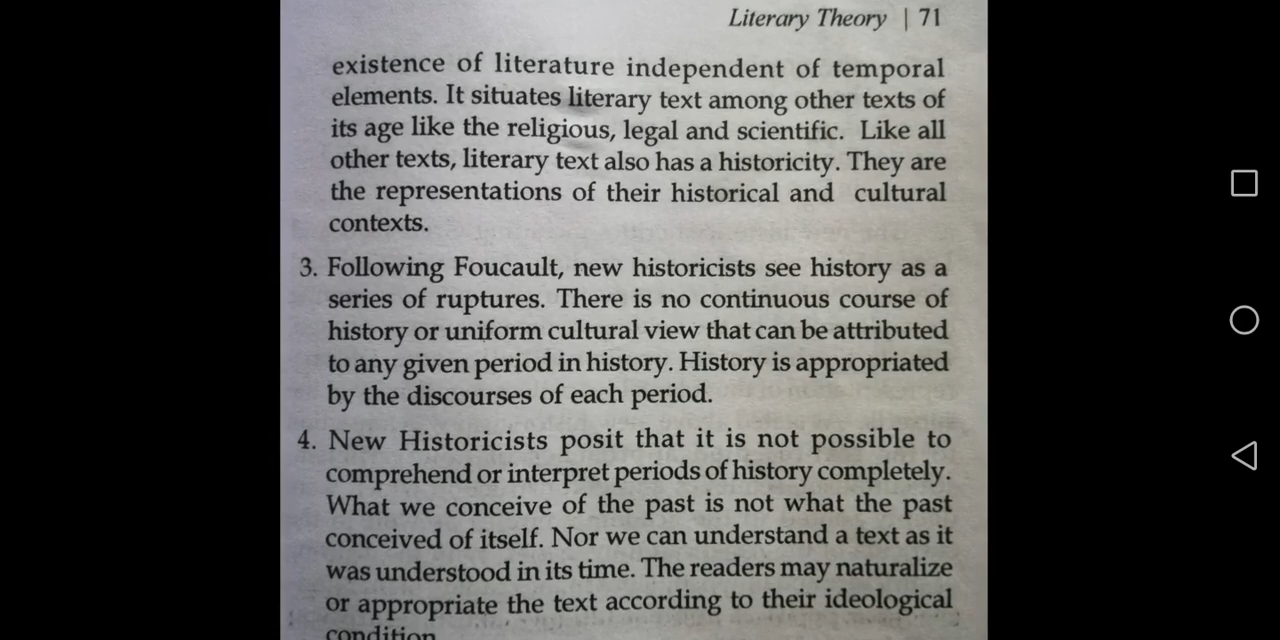 Literary Theory | 71
existence of literature independent of temporal
elements. It situates literary text among other texts of
its age like the religious, legal and scientific. Like all
other texts, literary text also has a historicity. They are
the representations of their historical and cultural
contexts.
3. Following Foucault, new historicists see history as a
series of ruptures. There is no continuous course of
history or uniform cultural view that can be attributed
to any given period in history. History is appropriated
by the discourses of each period.
4. New Historicists posit that it is not possible to
comprehend or interpret periods of history completely.
What we conceive of the past is not what the past
conceived of itself. Nor we can understand a text as it
was understood in its time. The readers may naturalize
or appropriate the text according to their ideological
condition